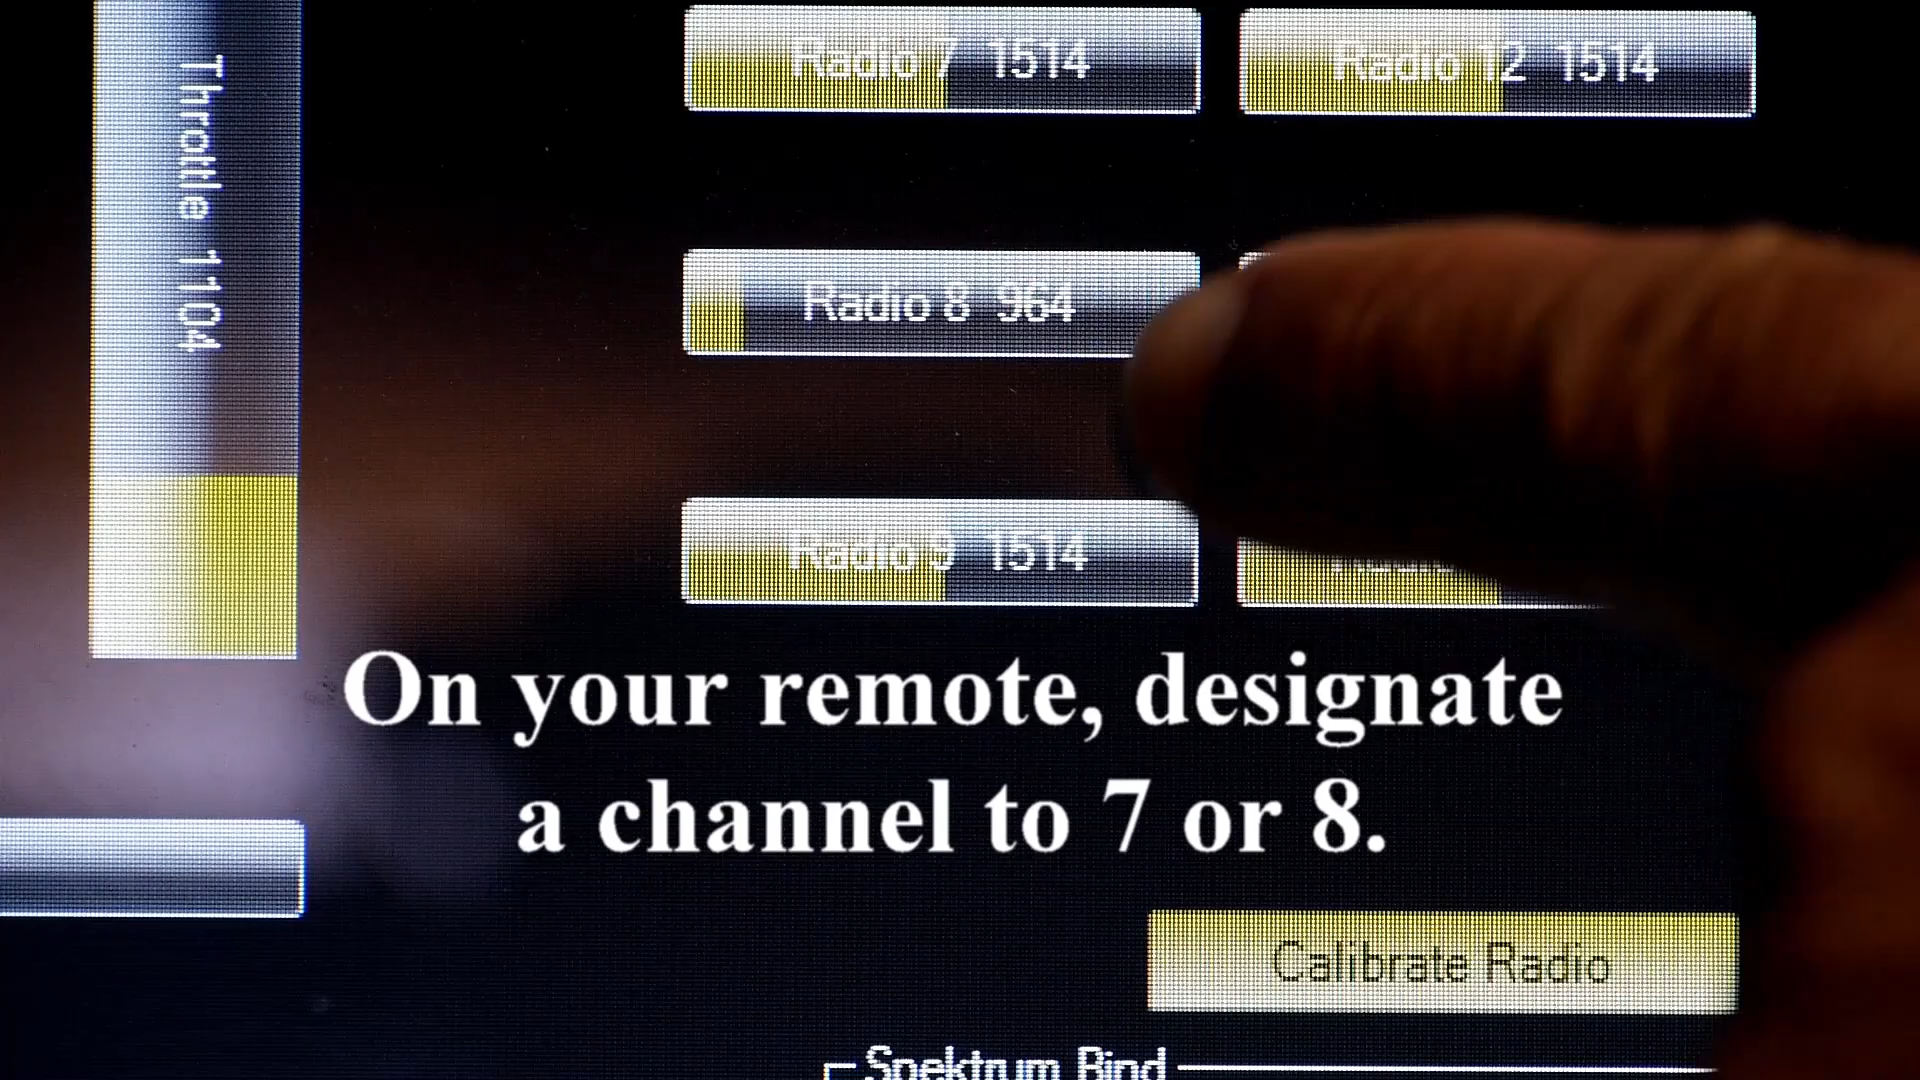 Throttle 1104
Radio 7 1514
Radio 12 1514
Radio 8 964
Radio 9 1514
On your remote, designate
a channel to 7 or 8.
Calibrate Radio
Spektrum Bind